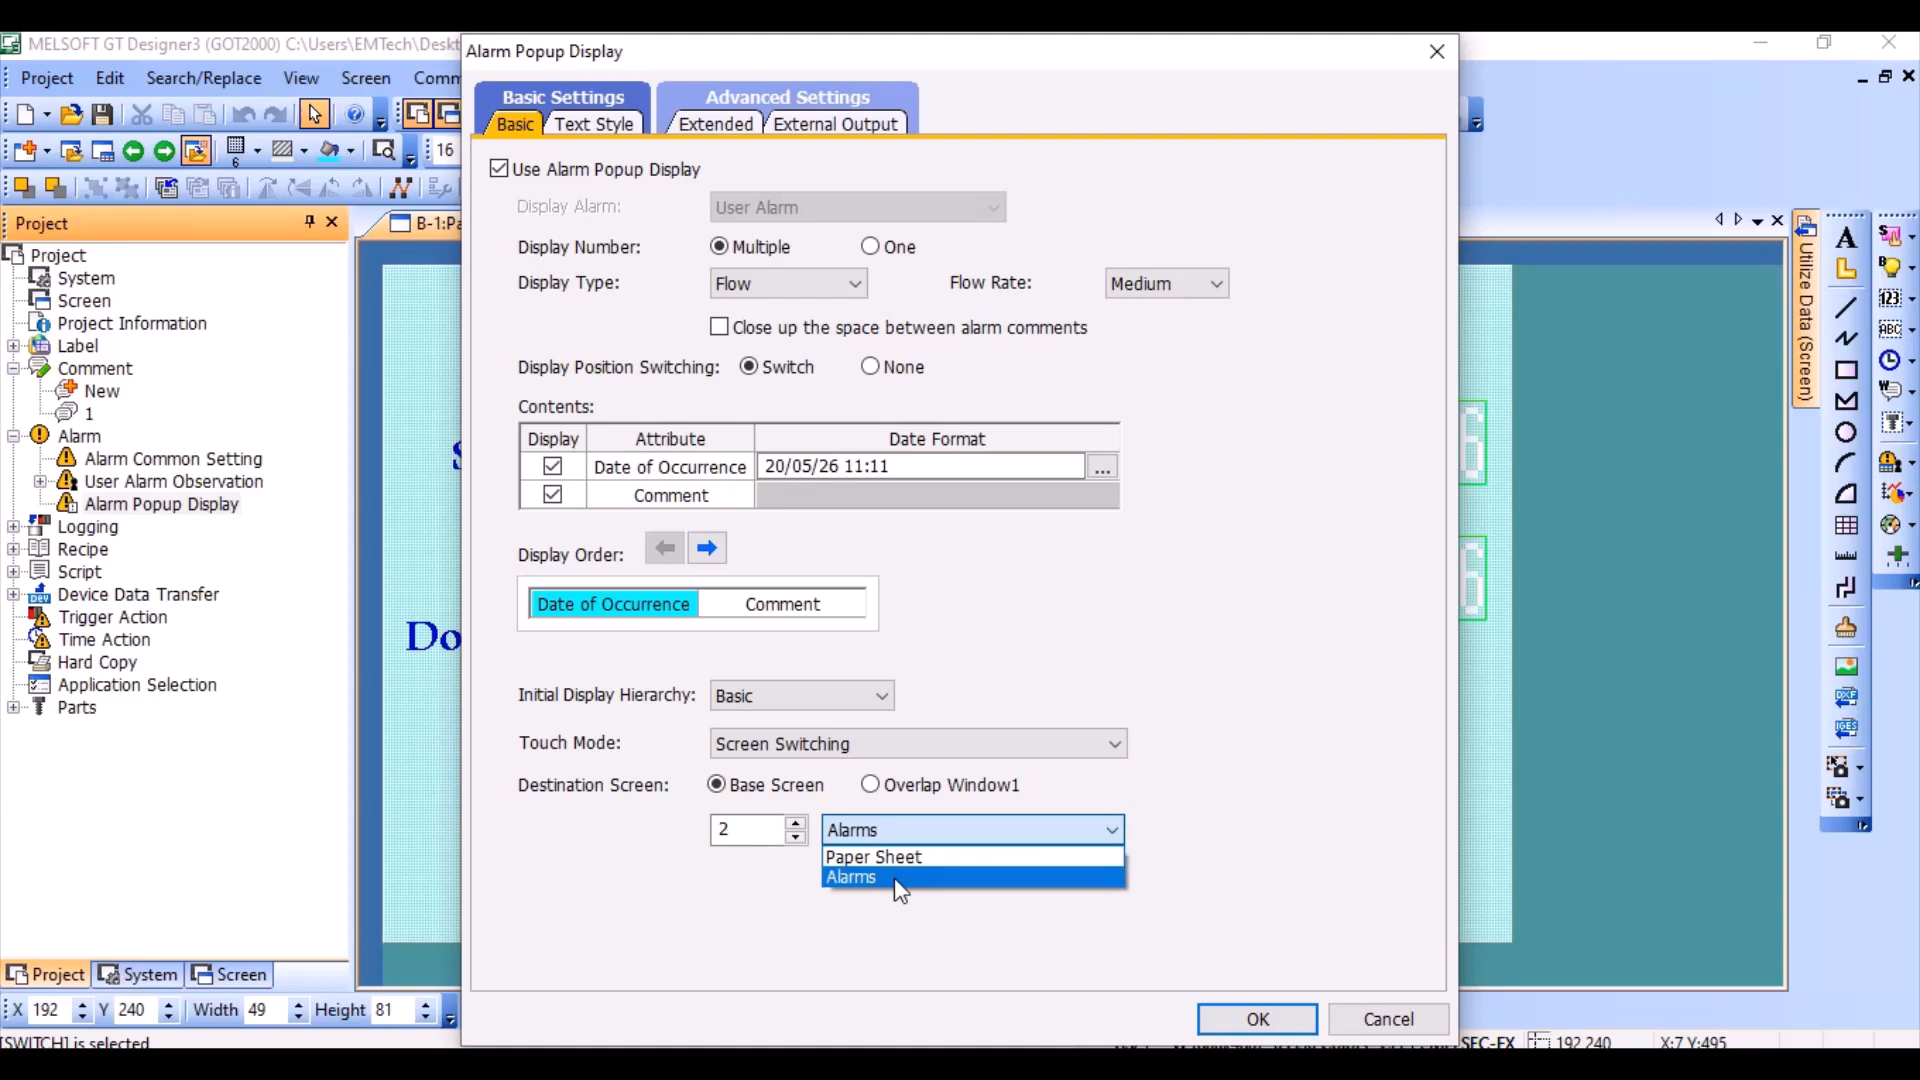 MELSOFT GT Designer3 (GOT2000) C:\Users\EMTech\Deskt
Project Edit Search/Replace View Screen Comm
16
Project
B-1:Pa
Project
System
Screen
Project Information
Label
Comment
New
1
Alarm
Alarm Common Setting
User Alarm Observation
Alarm Popup Display
Logging
Recipe
Script
Device Data Transfer
Trigger Action
Time Action
Hard Copy
Application Selection
Parts
Project System Screen
X 192 Y 240 Width 49 Height 81
[SWITCH] is selected
Do
Alarm Popup Display
Basic Settings Advanced Settings
Basic Text Style Extended External Output
Use Alarm Popup Display
Display Alarm: User Alarm
Display Number: Multiple One
Display Type: Flow Flow Rate: Medium
Close up the space between alarm comments
Display Position Switching: Switch None
Contents:
Display Attribute Date Format
Date of Occurrence 20/05/26 11:11 ...
Comment
Display Order:
Date of Occurrence Comment
Initial Display Hierarchy: Basic
Touch Mode: Screen Switching
Destination Screen: Base Screen Overlap Window1
2 Alarms
Paper Sheet
Alarms
OK Cancel
Utilize Data (Screen)
192,240 X:7 Y:495